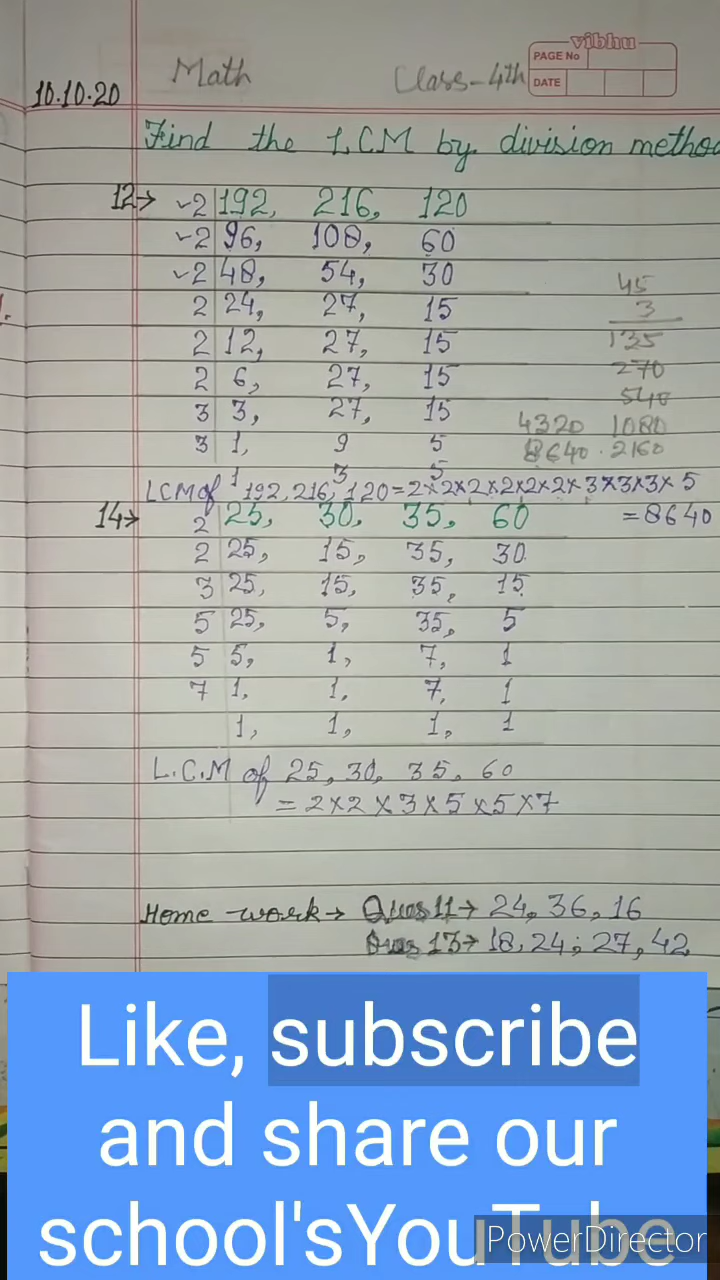 vibhu
PAGE No
DATE
Math Class-4th
10.10.20
Find the L.C.M by division method
12→ ✓2 192, 216, 120
✓2 96, 108, 60
✓2 48, 54, 30
2 24, 27, 15
2 12, 27, 15
2 6, 27, 15
3 3, 27, 15
3 1, 9 5
1 3 5
45
3
135
270
540
4320 1080
8640 . 2160
LCM of 192, 216, 120 = 2×2×2×2×2×2×3×3×3×5
= 8640
14→ 2 25, 30, 35, 60
2 25, 15, 35, 30
3 25, 15, 35, 15
5 25, 5, 35, 5
5 5, 1, 7, 1
7 1, 1, 7, 1
1, 1, 1, 1
L.C.M of 25, 30, 35, 60
= 2×2×3×5×5×7
Home work→ Ques 11→ 24, 36, 16
Ques 13→ 18, 24, 27, 42
Like, subscribe
and share our
school'sYouTube
PowerDirector